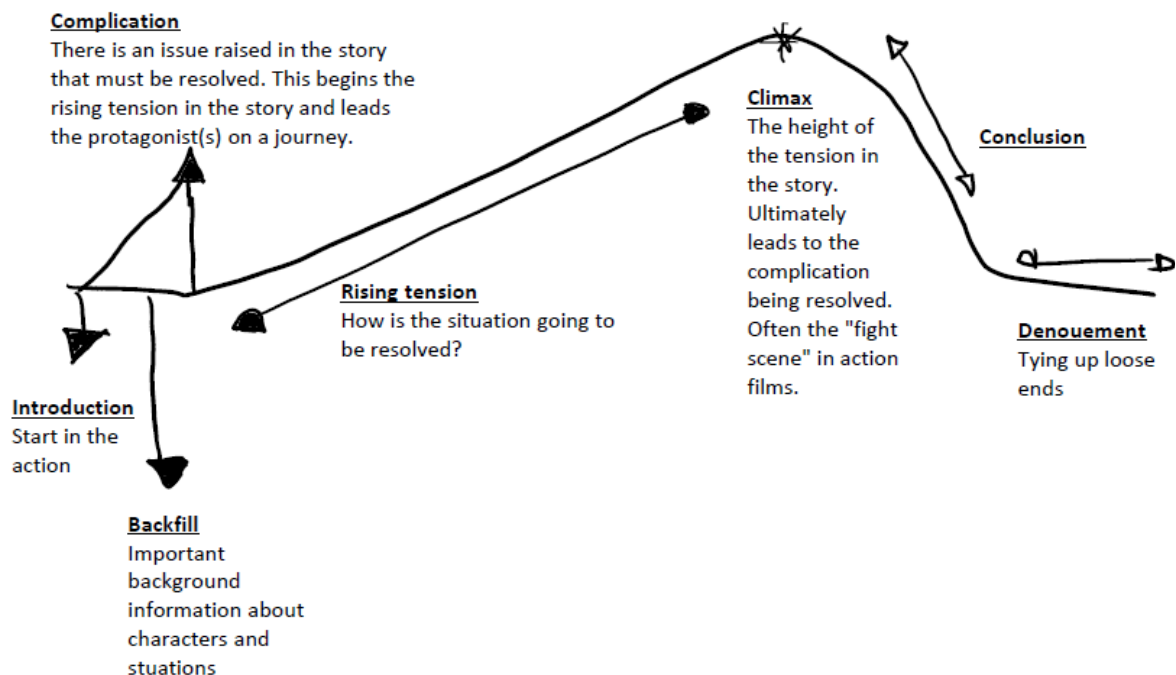 Complication
There is an issue raised in the story
that must be resolved. This begins the
rising tension in the story and leads
the protagonist(s) on a journey.
Introduction
Start in the
action
Backfill
Important
background
information about
characters and
stuations
Rising tension
How is the situation going to
be resolved?
Climax
The height of
the tension in
the story.
Ultimately
leads to the
complication
being resolved.
Often the "fight
scene" in action
films.
Conclusion
Denouement
Tying up loose
ends